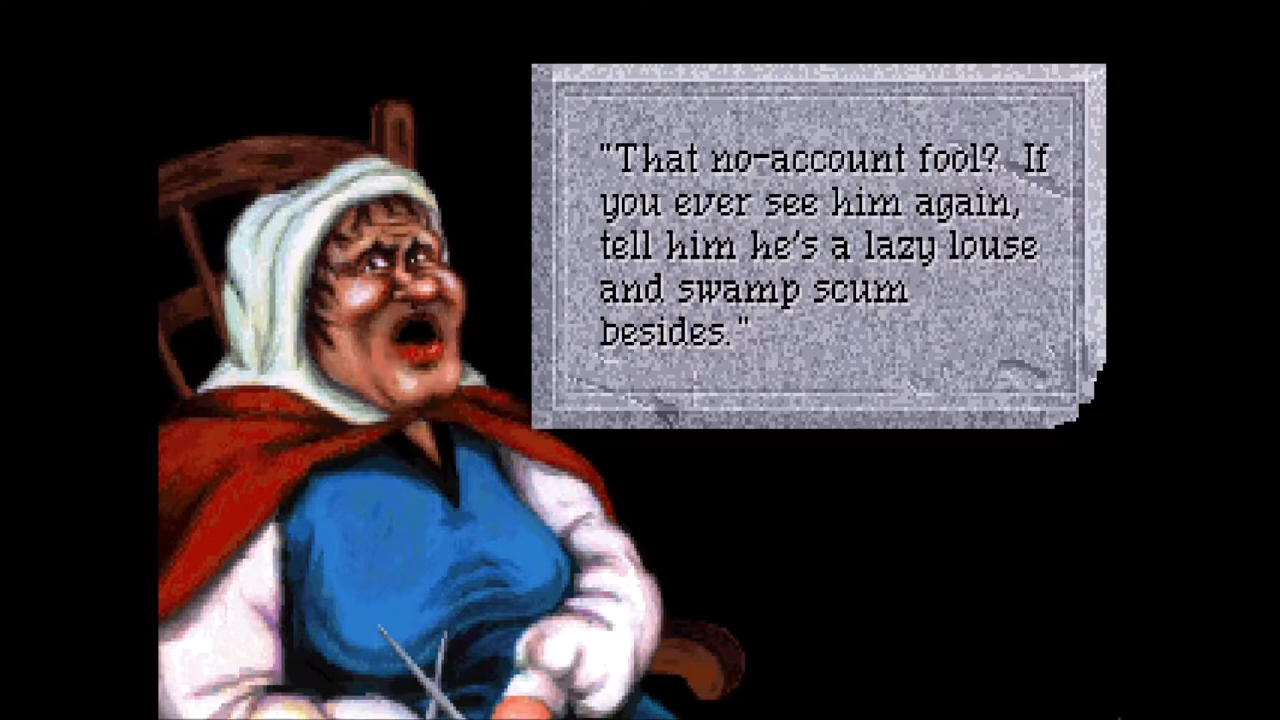 "That no-account fool?  If
you ever see him again,
tell him he's a lazy louse
and swamp scum
besides."